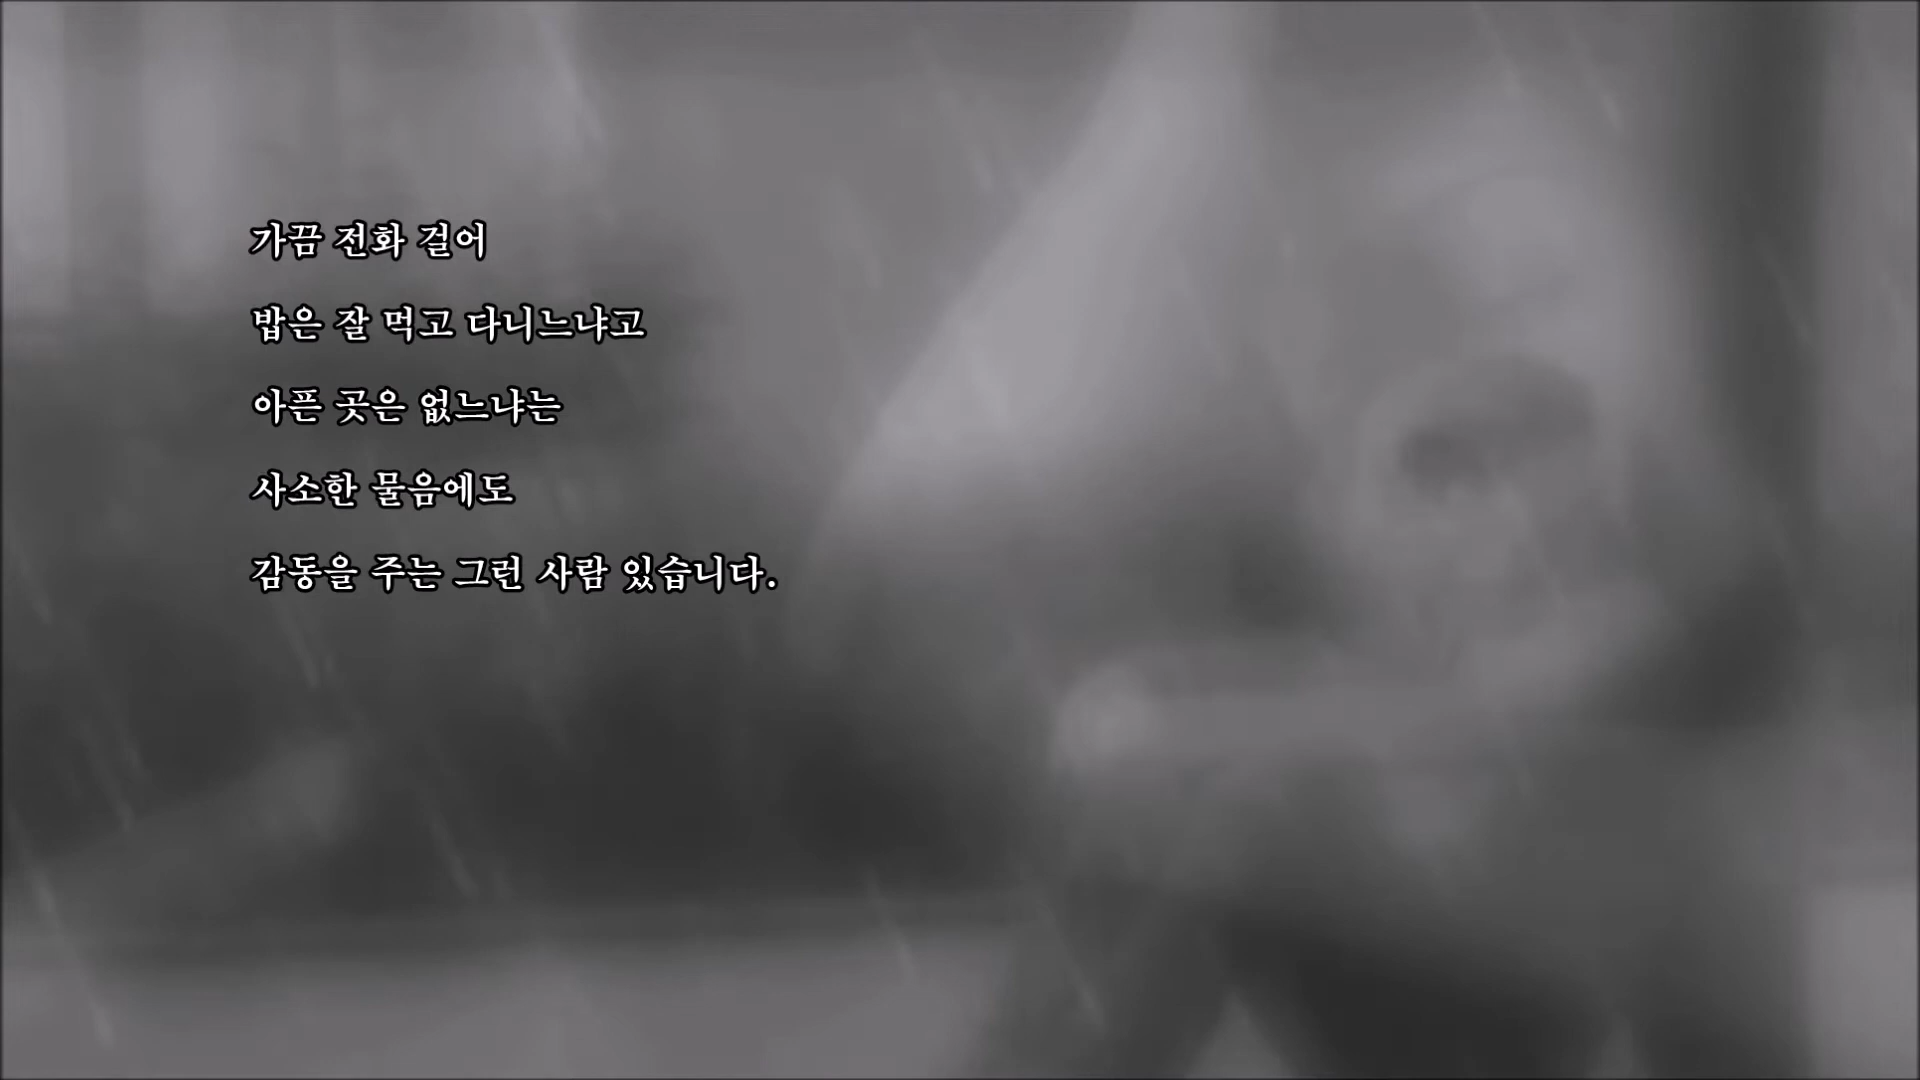 가끔 전화 걸어
밥은 잘 먹고 다니느냐고
아픈 곳은 없느냐는
사소한 물음에도
감동을 주는 그런 사람 있습니다.